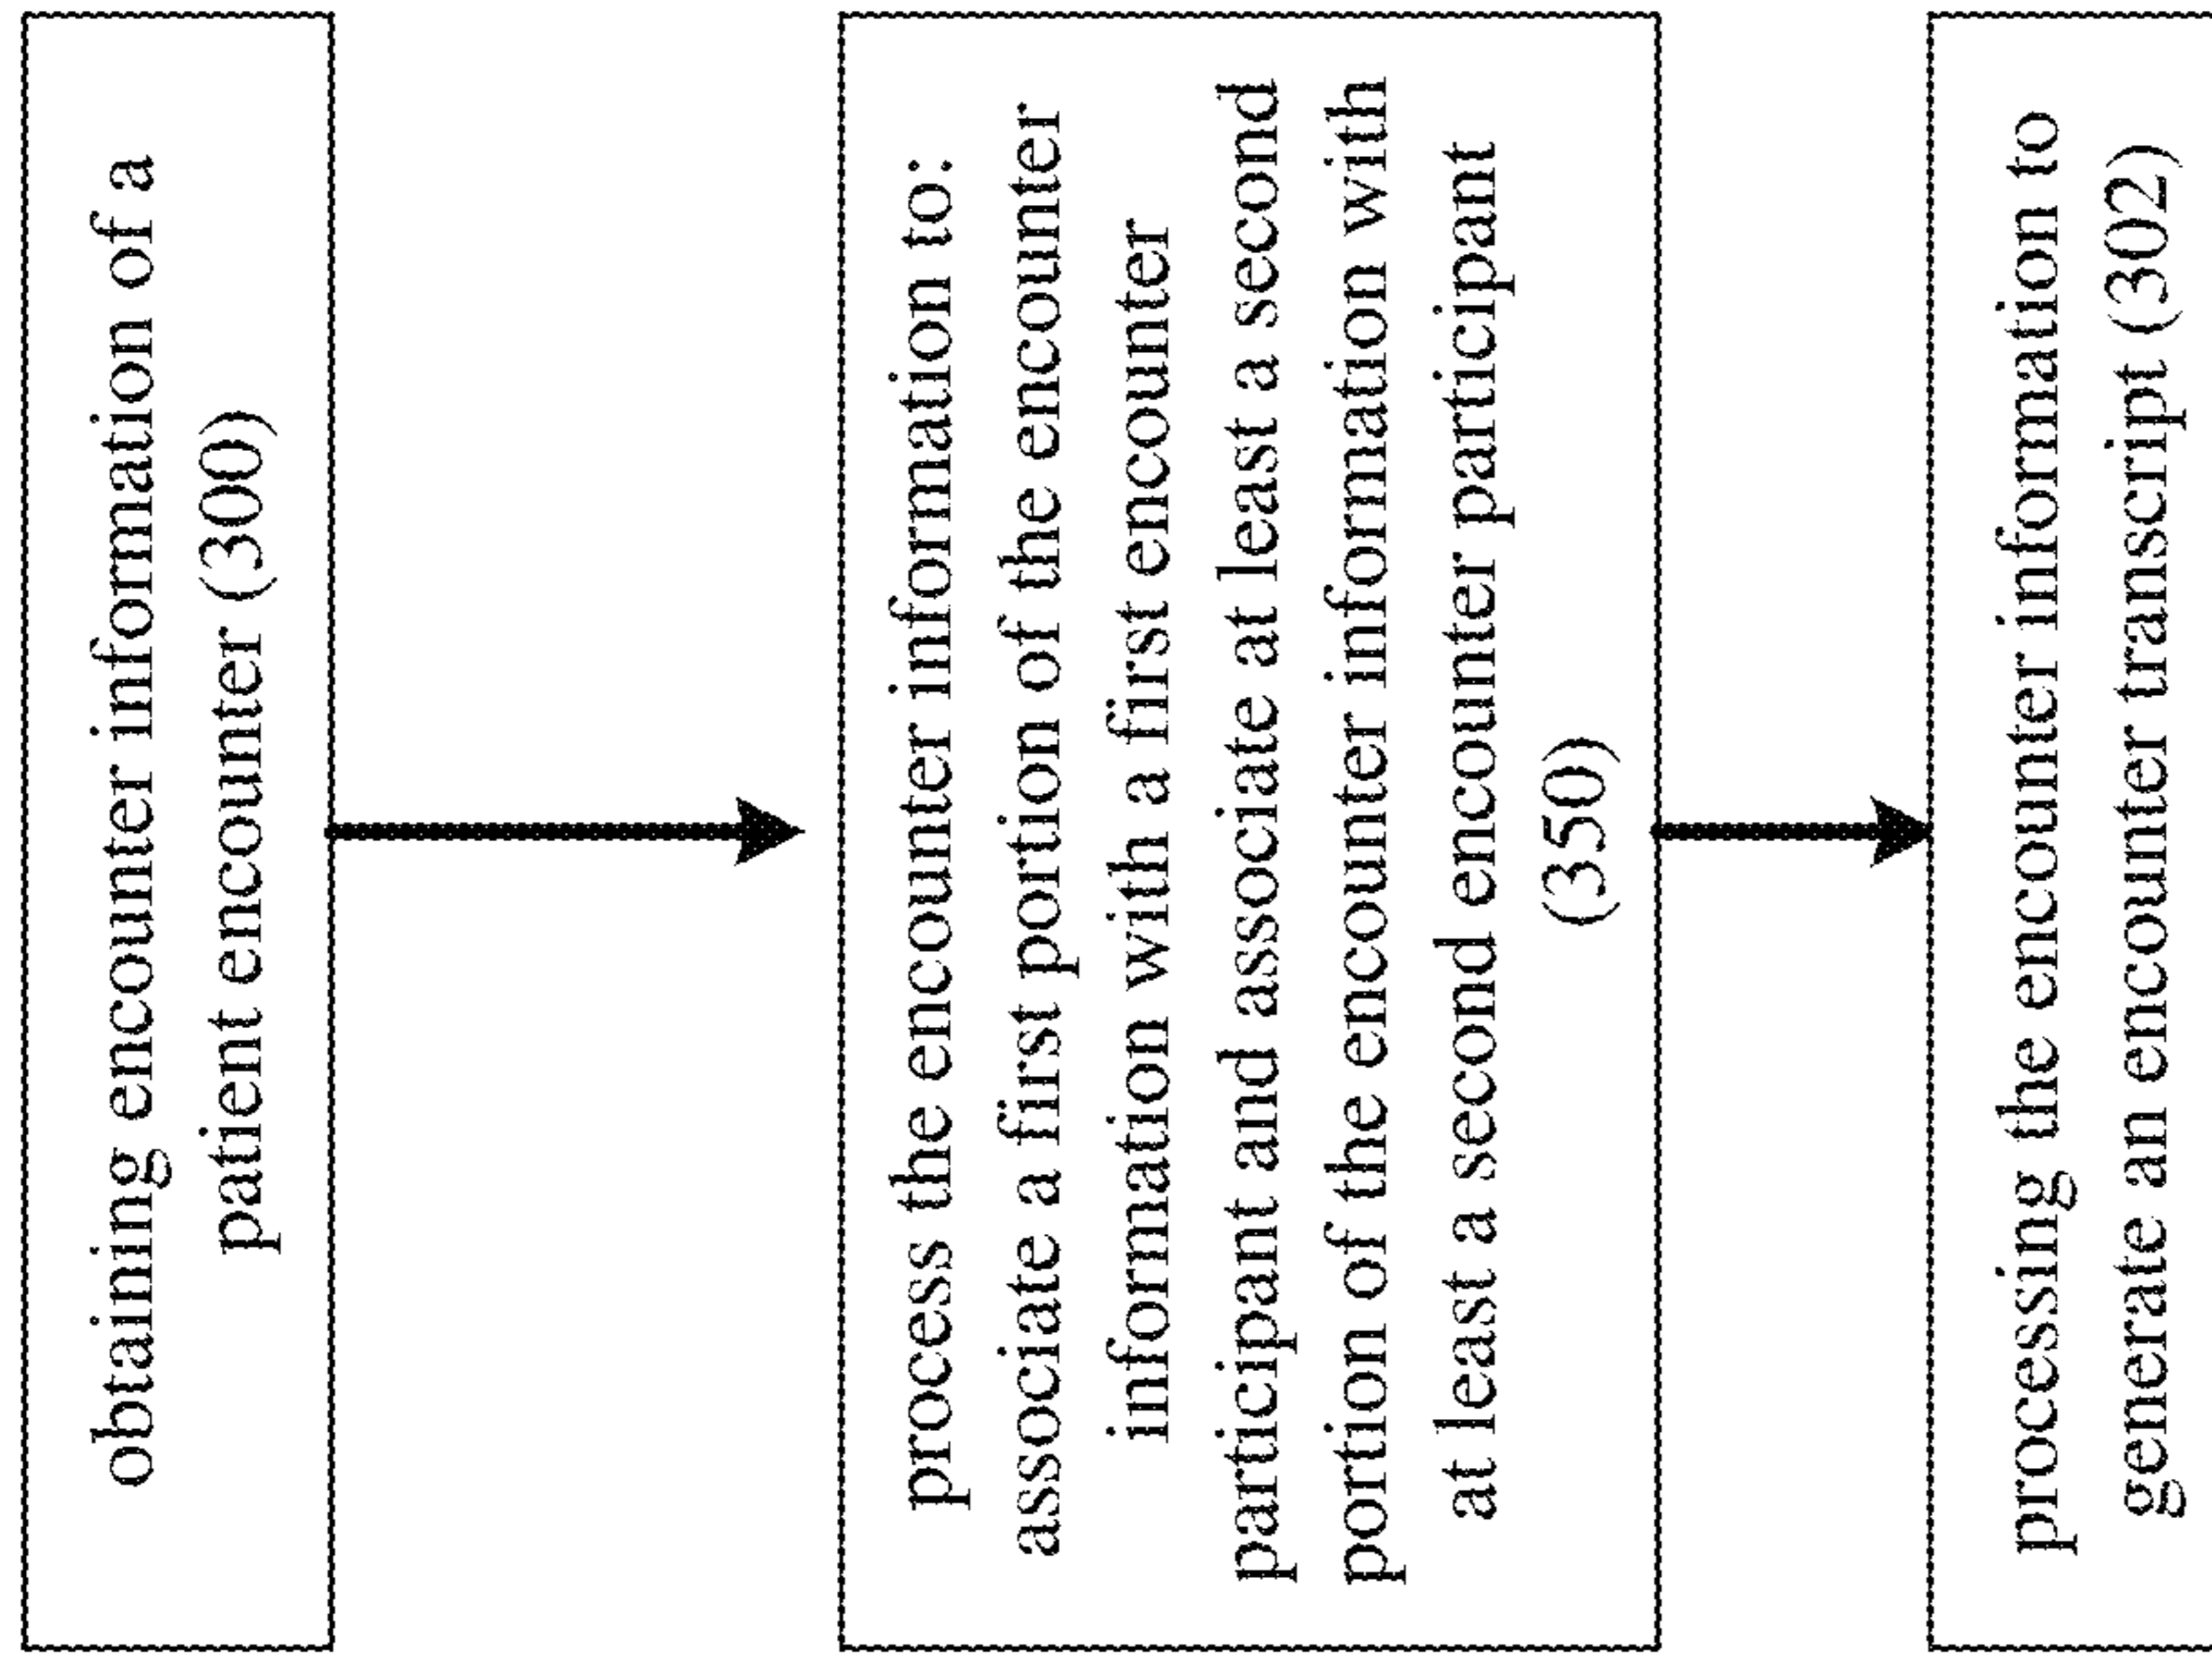 obtaining encounter information of a
patient encounter (300)
process the encounter information to:
associate a first portion of the encounter
information with a first encounter
participant and associate at least a second
portion of the encounter information with
at least a second encounter participant
(350)
processing the encounter information to
generate an encounter transcript (302)